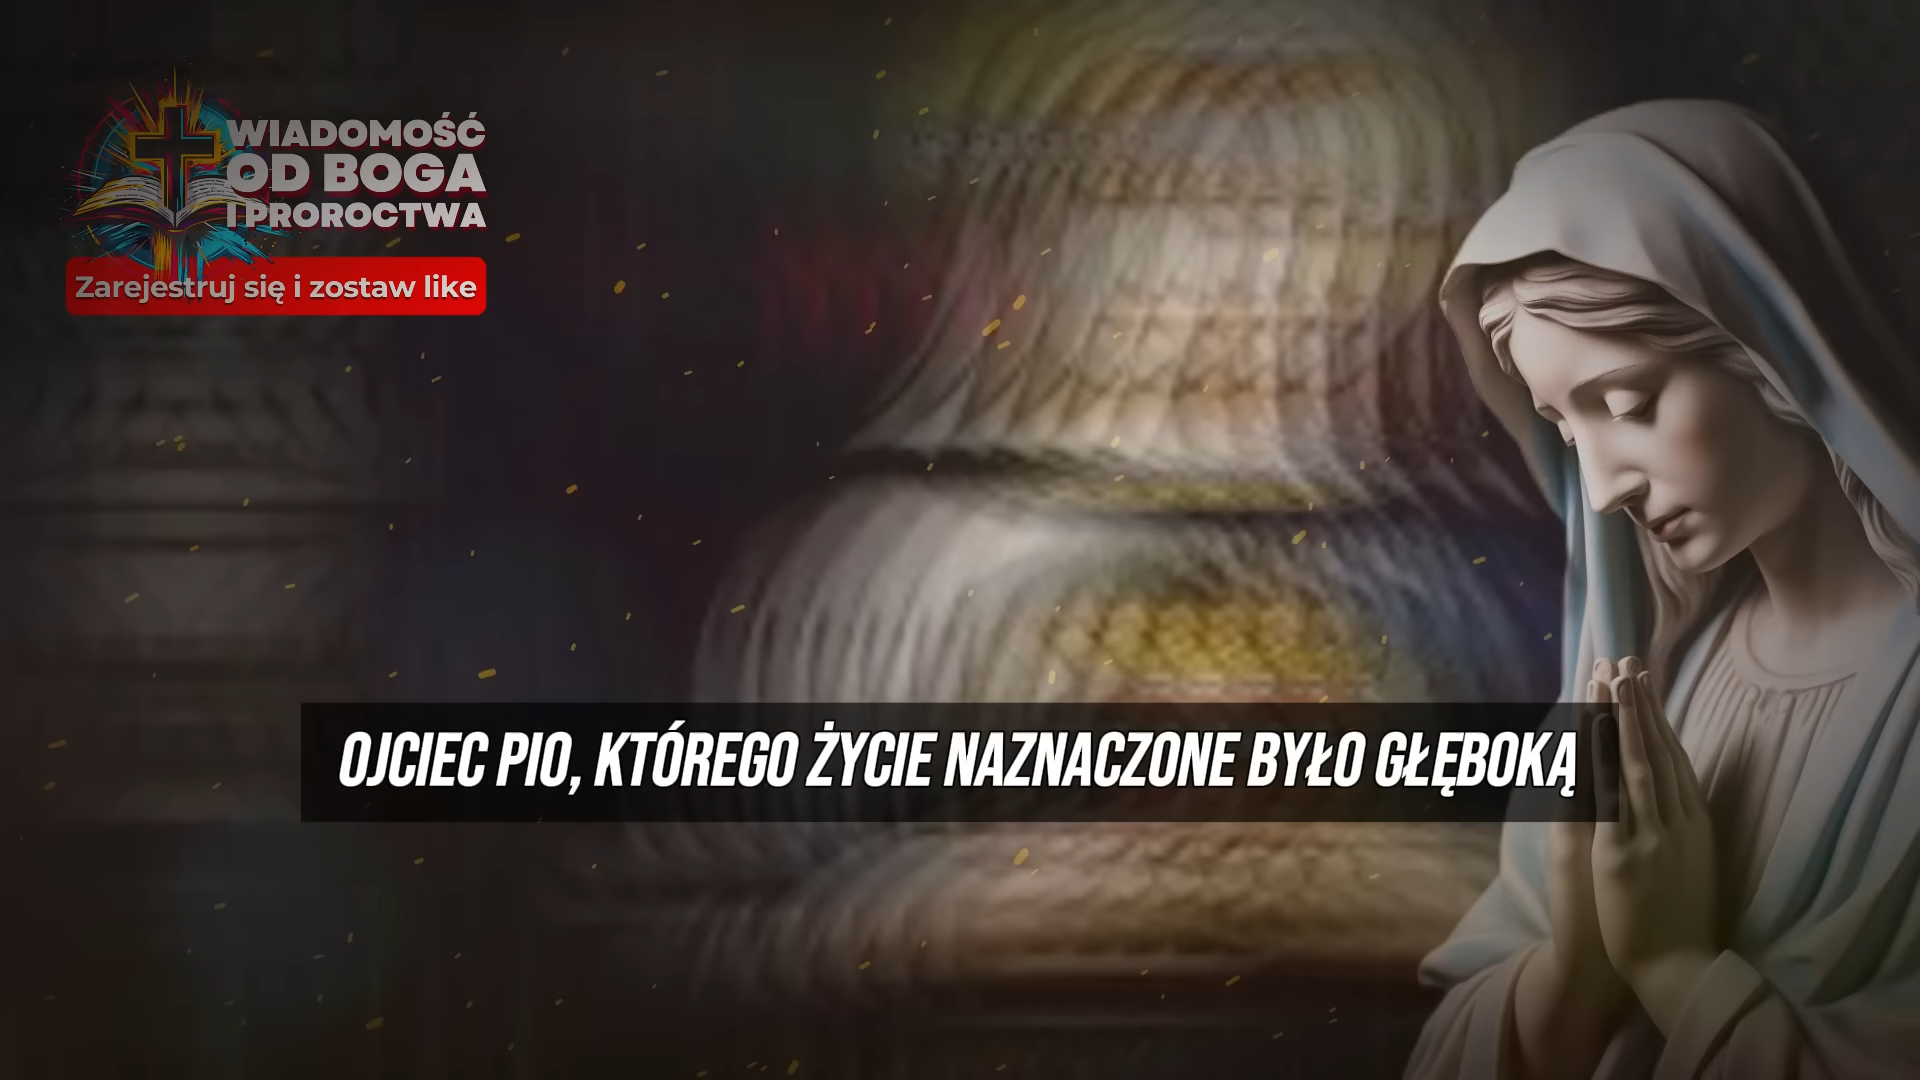 WIADOMOŚĆ
OD BOGA
I PROROCTWA
Zarejestruj się i zostaw like
OJCIEC PIO, KTÓREGO ŻYCIE NAZNACZONE BYŁO GŁĘBOKĄ